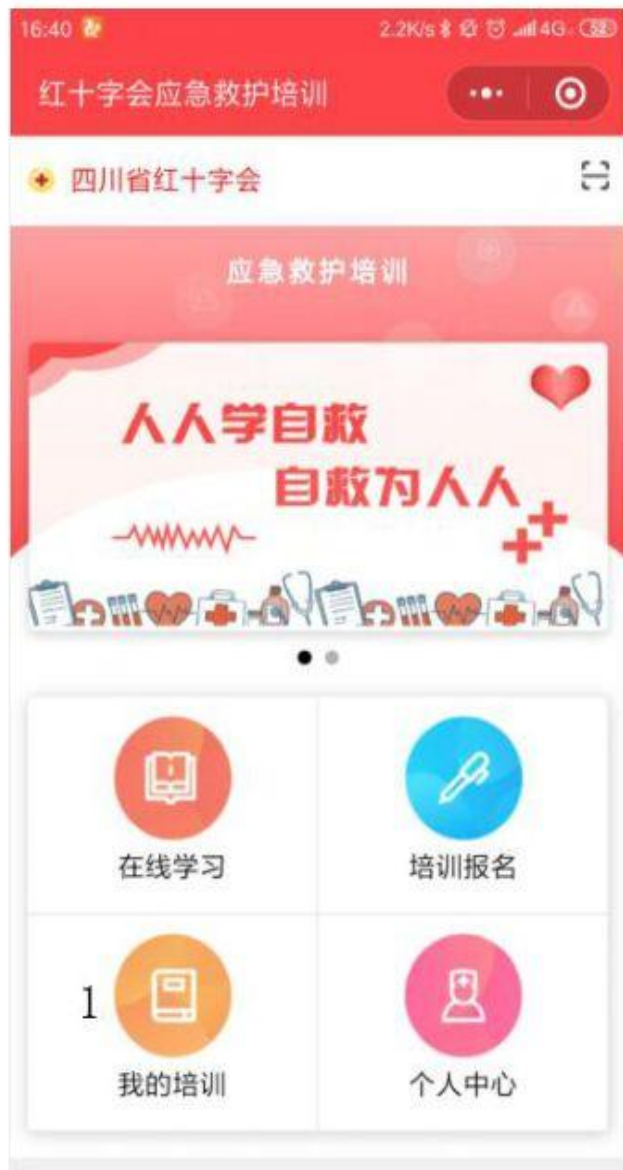 16:40 2.2K/s 4G 52
红十字会应急救护培训
四川省红十字会
应急救护培训
人人学自救
自救为人人
在线学习 培训报名
1
我的培训 个人中心